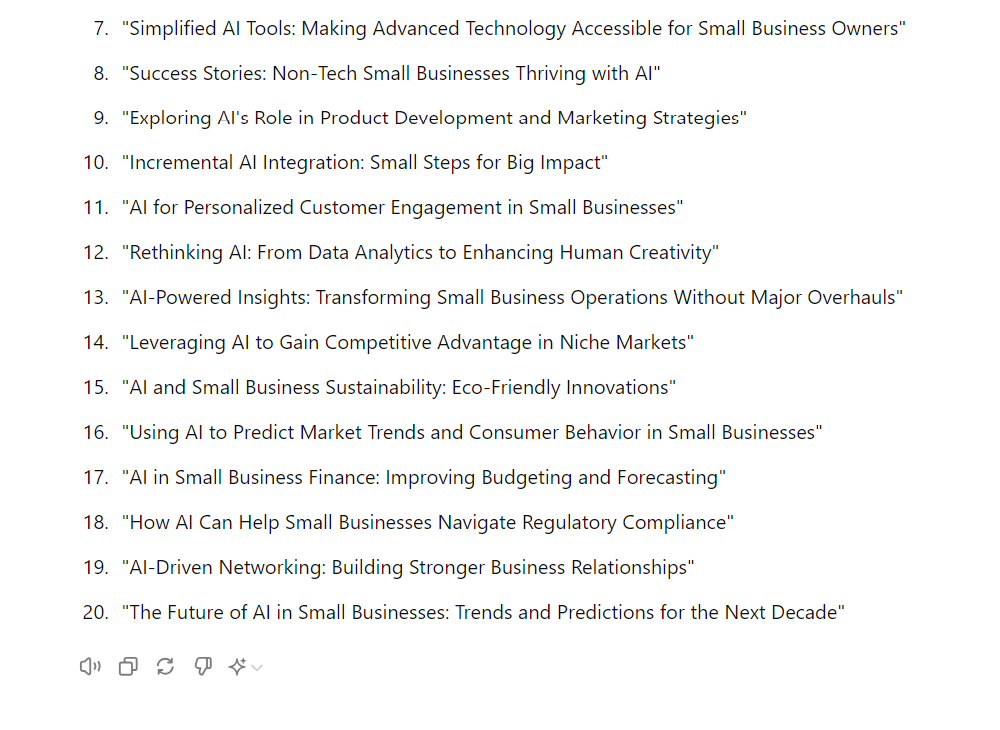 7. "Simplified AI Tools: Making Advanced Technology Accessible for Small Business Owners"
8. "Success Stories: Non-Tech Small Businesses Thriving with AI"
9. "Exploring AI's Role in Product Development and Marketing Strategies"
10. "Incremental AI Integration: Small Steps for Big Impact"
11. "AI for Personalized Customer Engagement in Small Businesses"
12. "Rethinking AI: From Data Analytics to Enhancing Human Creativity"
13. "AI-Powered Insights: Transforming Small Business Operations Without Major Overhauls"
14. "Leveraging AI to Gain Competitive Advantage in Niche Markets"
15. "AI and Small Business Sustainability: Eco-Friendly Innovations"
16. "Using AI to Predict Market Trends and Consumer Behavior in Small Businesses"
17. "AI in Small Business Finance: Improving Budgeting and Forecasting"
18. "How AI Can Help Small Businesses Navigate Regulatory Compliance"
19. "AI-Driven Networking: Building Stronger Business Relationships"
20. "The Future of AI in Small Businesses: Trends and Predictions for the Next Decade"